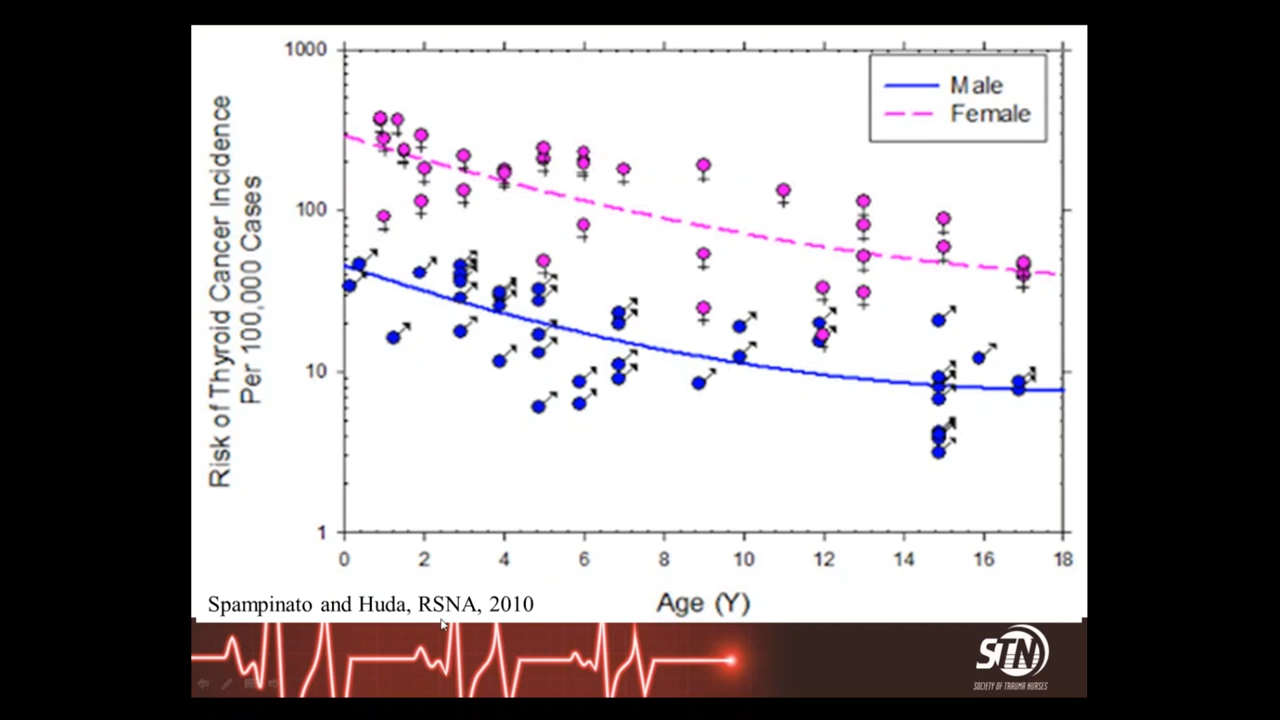 1000
100
10
1
Risk of Thyroid Cancer Incidence
Per 100,000 Cases
Male
Female
0 2 4 6 8 10 12 14 16 18
Age (Y)
Spampinato and Huda, RSNA, 2010
STN
SOCIETY OF TRAUMA NURSES